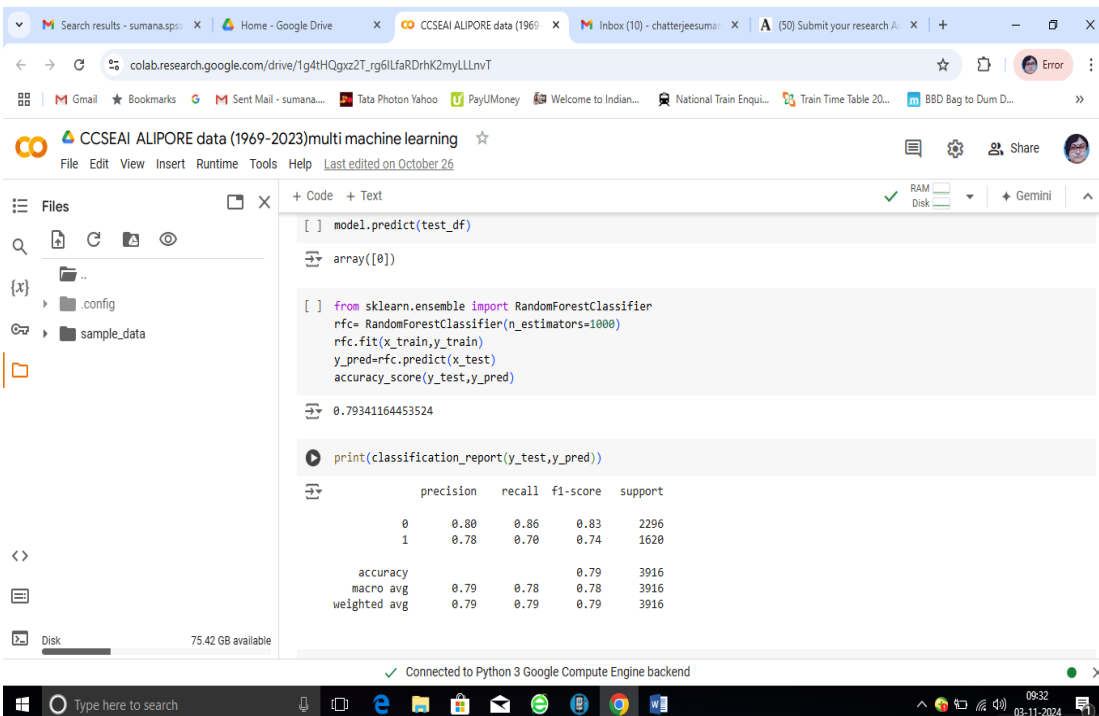 Search results - sumana.spss
Home - Google Drive
CCSEAI ALIPORE data (1969-
Inbox (10) - chatterjeesuman
(50) Submit your research Ar
colab.research.google.com/drive/1g4tHQgxz2T_rg6ILfaRDrhK2myLLLnvT
Error
Gmail
Bookmarks
Sent Mail - sumana....
Tata Photon Yahoo
PayUMoney
Welcome to Indian...
National Train Enqui...
Train Time Table 20...
BBD Bag to Dum D...
CCSEAI ALIPORE data (1969-2023)multi machine learning
File Edit View Insert Runtime Tools Help Last edited on October 26
Share
Files
+ Code + Text
RAM
Disk
Gemini
..
.config
sample_data
{x}
[ ] model.predict(test_df)
array([0])
[ ] from sklearn.ensemble import RandomForestClassifier
rfc= RandomForestClassifier(n_estimators=1000)
rfc.fit(x_train,y_train)
y_pred=rfc.predict(x_test)
accuracy_score(y_test,y_pred)
0.79341164453524
print(classification_report(y_test,y_pred))
precision recall f1-score support
0 0.80 0.86 0.83 2296
1 0.78 0.70 0.74 1620
accuracy 0.79 3916
macro avg 0.79 0.78 0.78 3916
weighted avg 0.79 0.79 0.79 3916
Disk 75.42 GB available
Connected to Python 3 Google Compute Engine backend
Type here to search
09:32
03-11-2024